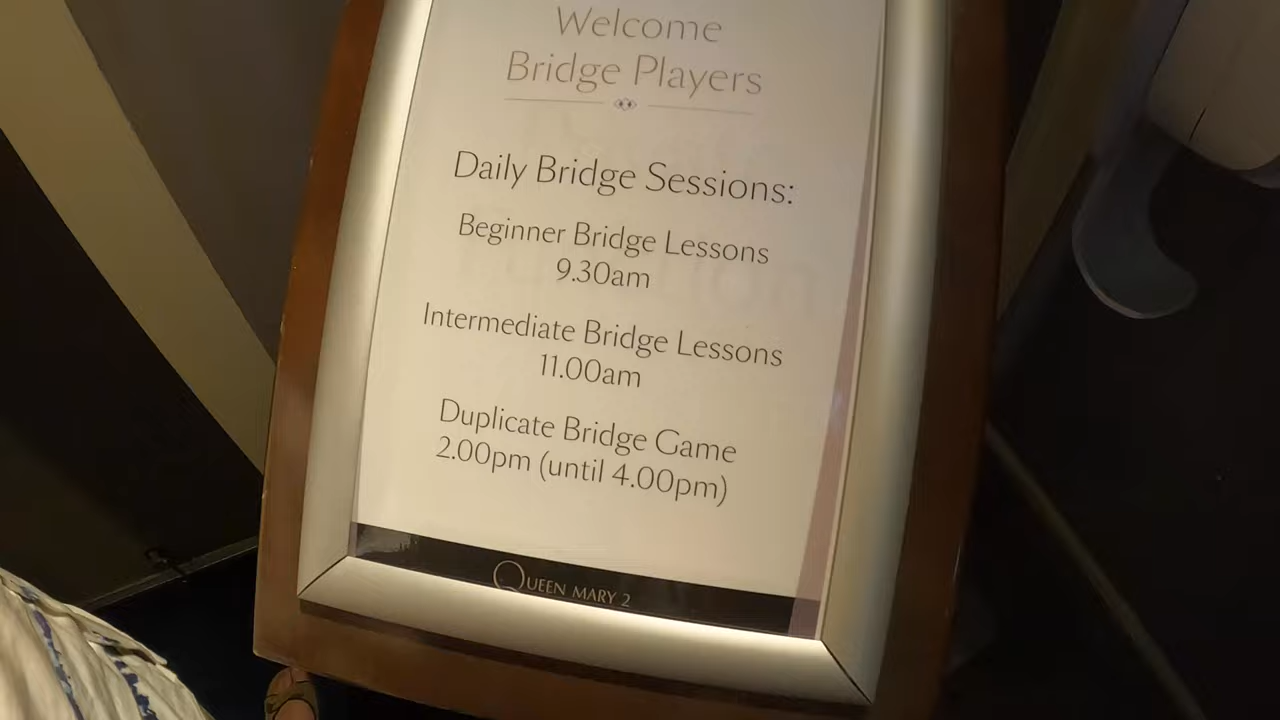 Welcome
Bridge Players
Daily Bridge Sessions:
Beginner Bridge Lessons
9.30am
Intermediate Bridge Lessons
11.00am
Duplicate Bridge Game
2.00pm (until 4.00pm)
QUEEN MARY 2